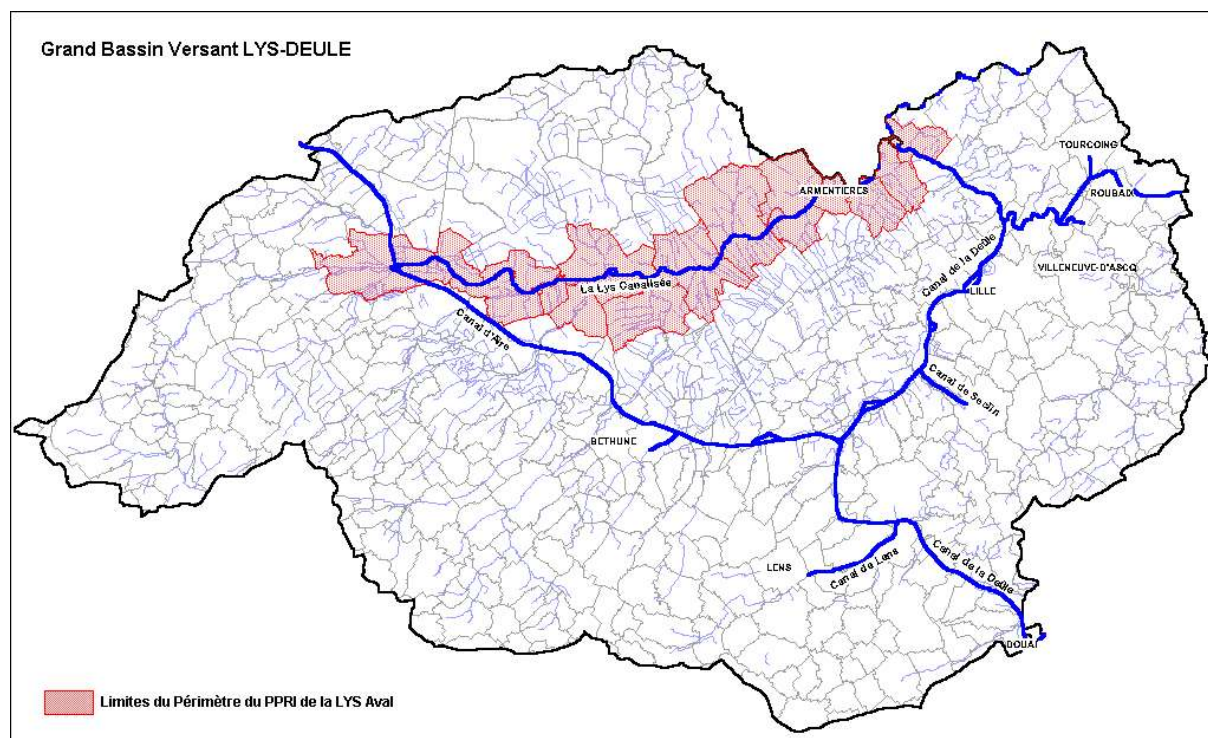 Grand Bassin Versant LYS-DEULE
TOURCOING
ARMENTIERES
ROUBAIX
Canal de la Deûle
VILLENEUVE-D'ASCQ
La Lys Canalisée
LILLE
Canal d'Aire
Canal de Seclin
BETHUNE
LENS
Canal de Lens
Canal de la Deûle
DOUAI
Limites du Périmètre du PPRI de la LYS Aval